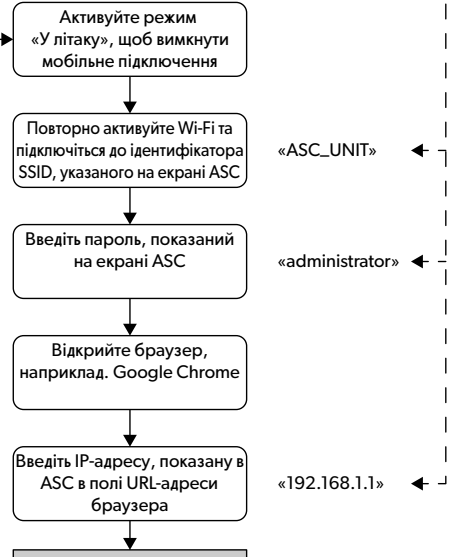 Активуйте режим
«У літаку», щоб вимкнути
мобільне підключення
Повторно активуйте Wi-Fi та
підключіться до ідентифікатора
SSID, указаного на екрані ASC
«ASC_UNIT»
Введіть пароль, показаний
на екрані ASC
«administrator»
Відкрийте браузер,
наприклад. Google Chrome
Введіть IP-адресу, показану в
ASC в полі URL-адреси
браузера
«192.168.1.1»